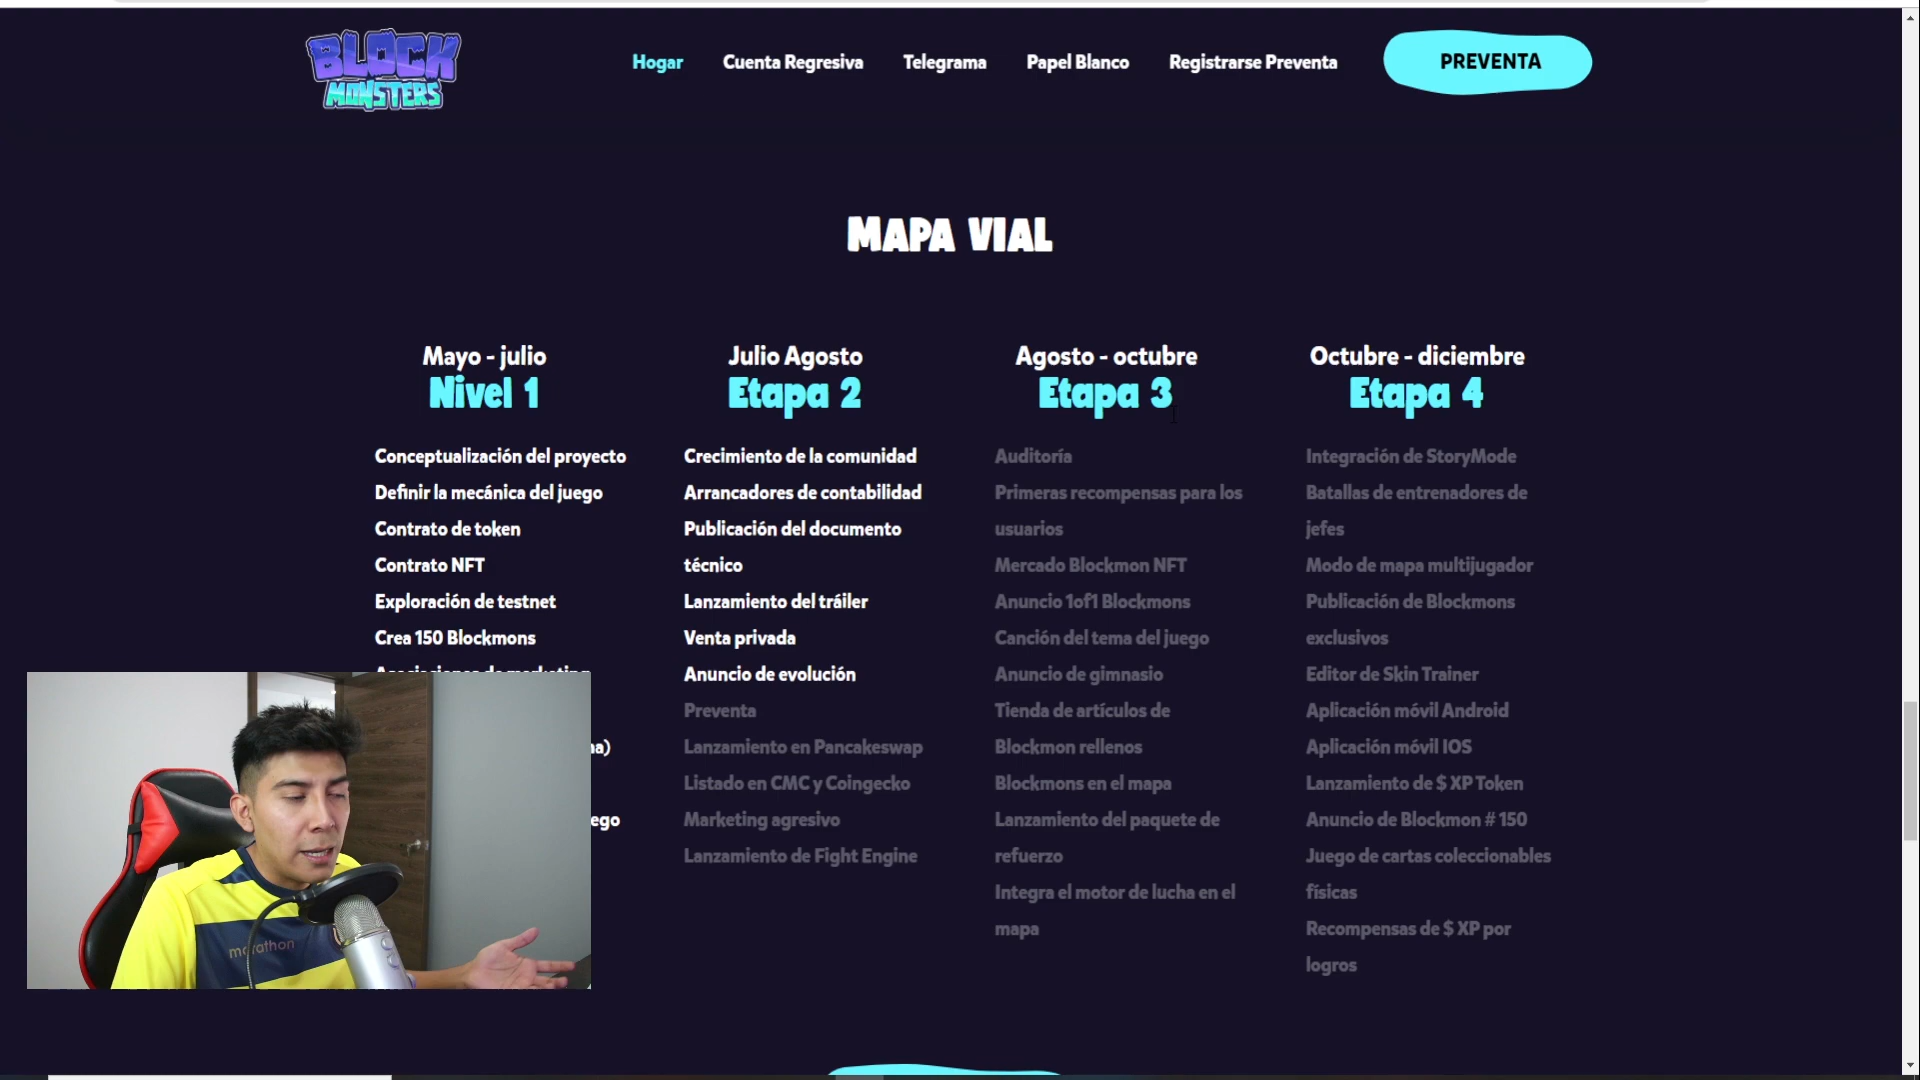 BLOCK
MONSTERS
Hogar
Cuenta Regresiva
Telegrama
Papel Blanco
Registrarse Preventa
PREVENTA
MAPA VIAL
Mayo - julio
Nivel 1
Conceptualización del proyecto
Definir la mecánica del juego
Contrato de token
Contrato NFT
Exploración de testnet
Crea 150 Blockmons
Julio Agosto
Etapa 2
Crecimiento de la comunidad
Arrancadores de contabilidad
Publicación del documento
técnico
Lanzamiento del tráiler
Venta privada
Anuncio de evolución
Preventa
Lanzamiento en Pancakeswap
Listado en CMC y Coingecko
Marketing agresivo
Lanzamiento de Fight Engine
Agosto - octubre
Etapa 3
Auditoría
Primeras recompensas para los
usuarios
Mercado Blockmon NFT
Anuncio 1of1 Blockmons
Canción del tema del juego
Anuncio de gimnasio
Tienda de artículos de
Blockmon rellenos
Blockmons en el mapa
Lanzamiento del paquete de
refuerzo
Integra el motor de lucha en el
mapa
Octubre - diciembre
Etapa 4
Integración de StoryMode
Batallas de entrenadores de
jefes
Modo de mapa multijugador
Publicación de Blockmons
exclusivos
Editor de Skin Trainer
Aplicación móvil Android
Aplicación móvil IOS
Lanzamiento de $ XP Token
Anuncio de Blockmon # 150
Juego de cartas coleccionables
físicas
Recompensas de $ XP por
logros
marathon